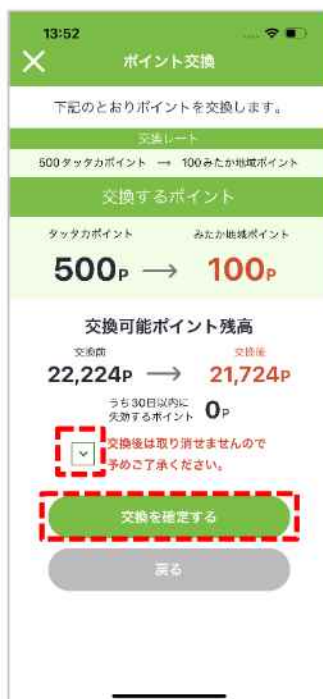 13:52
ポイント交換
下記のとおりポイントを交換します。
交換レート
500タッタカポイント → 100みたか地域ポイント
交換するポイント
タッタカポイント みたか地域ポイント
500P → 100P
交換可能ポイント残高
交換前 交換後
22,224P → 21,724P
うち30日以内に
失効するポイント 0P
交換後は取り消せませんので
予めご了承ください。
交換を確定する
戻る